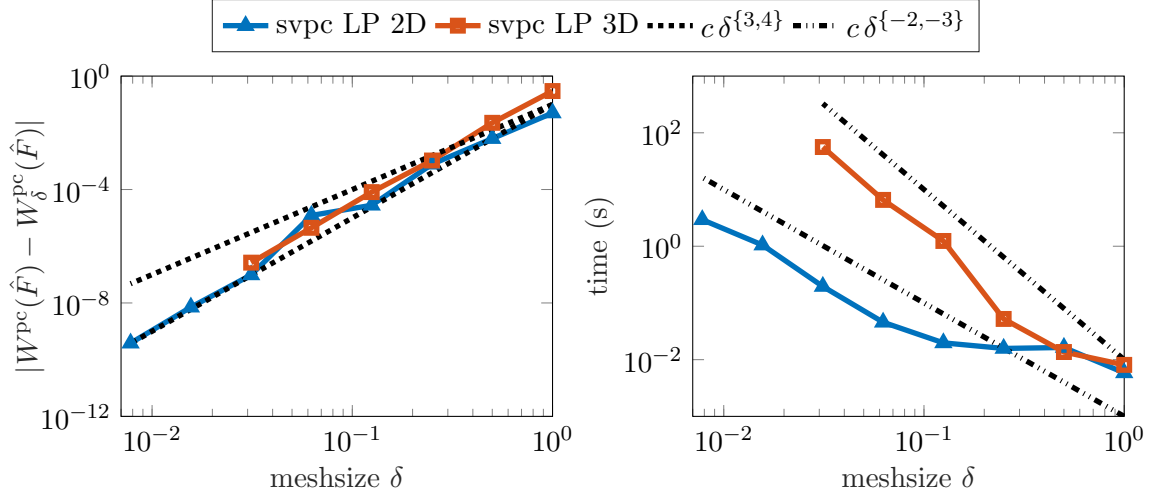 svpc LP 2D svpc LP 3D c δ^{3,4} c δ^{-2,-3}
|W^pc(F̂) − W_δ^pc(F̂)|
10^0
10^−4
10^−8
10^−12
10^−2 10^−1 10^0
meshsize δ
time (s)
10^2
10^0
10^−2
10^−2 10^−1 10^0
meshsize δ